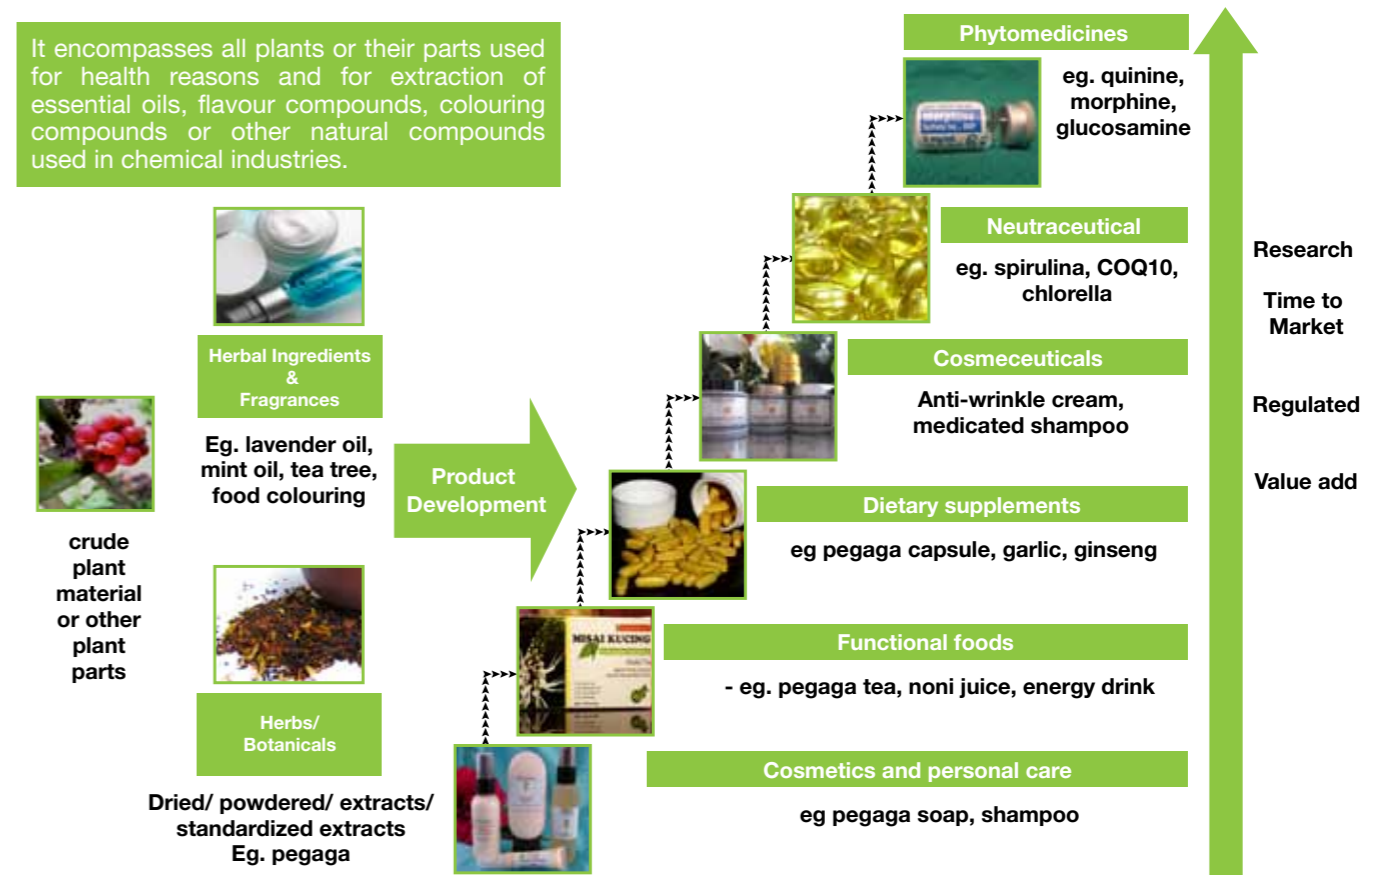 It encompasses all plants or their parts used
for health reasons and for extraction of
essential oils, flavour compounds, colouring
compounds or other natural compounds
used in chemical industries.
Herbal Ingredients
&
Fragrances
Eg. lavender oil,
mint oil, tea tree,
food colouring
crude
plant
material
or other
plant
parts
Herbs/
Botanicals
Dried/ powdered/ extracts/
standardized extracts
Eg. pegaga
Product
Development
Phytomedicines
eg. quinine,
morphine,
glucosamine
Neutraceutical
eg. spirulina, COQ10,
chlorella
Cosmeceuticals
Anti-wrinkle cream,
medicated shampoo
Dietary supplements
eg pegaga capsule, garlic, ginseng
MISAI KUCING
Functional foods
- eg. pegaga tea, noni juice, energy drink
Cosmetics and personal care
eg pegaga soap, shampoo
Research
Time to
Market
Regulated
Value add